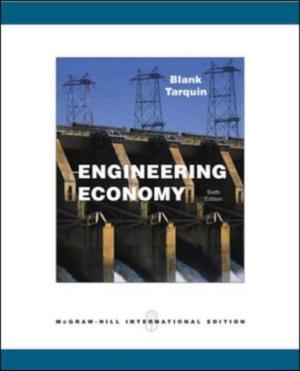 Blank
Tarquin
ENGINEERING
ECONOMY
Sixth
Edition
McGRAW-HILL INTERNATIONAL EDITION